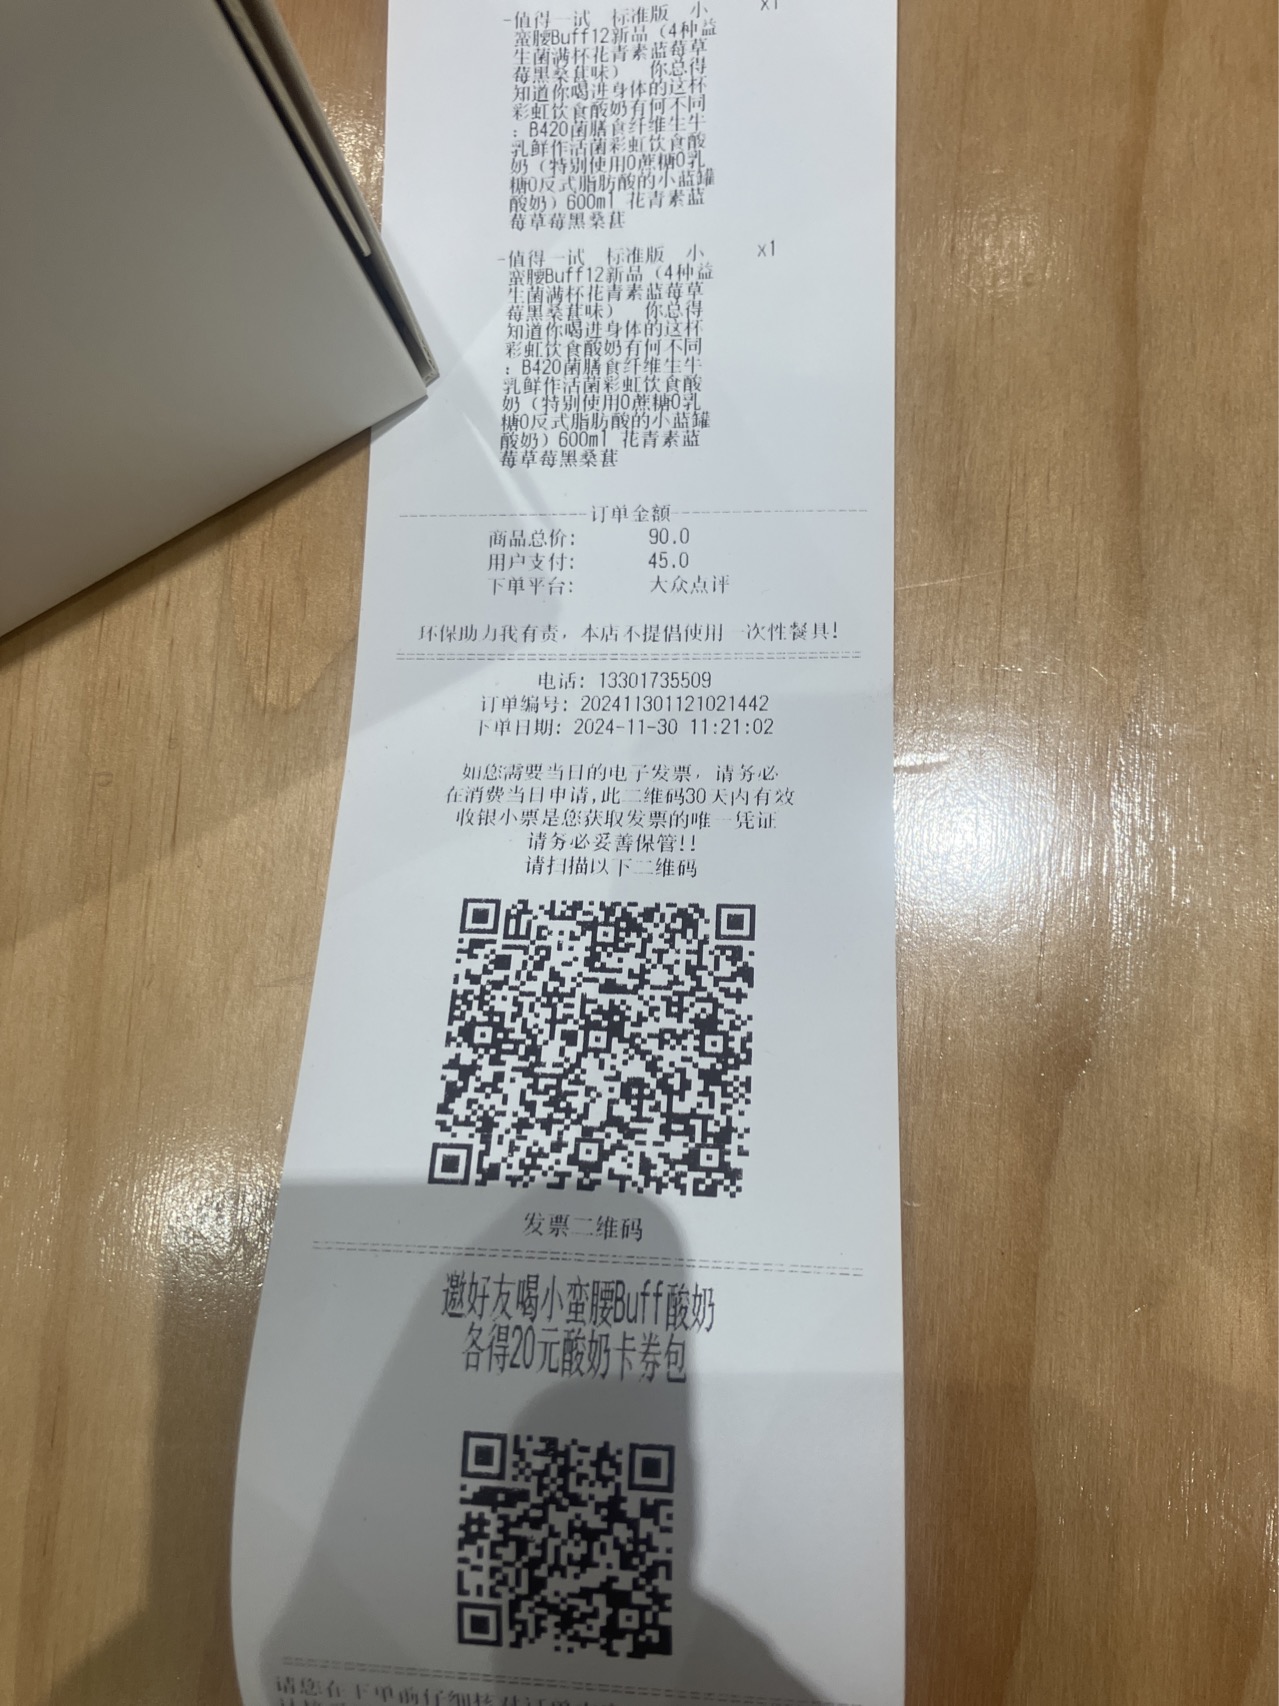 -值得一试 标准版 小 x1
蛮腰Buff12新品（4种益
生菌满杯花青素蓝莓草
莓黑桑葚味） 你总得
知道你喝进身体的这杯
彩虹饮食酸奶有何不同
：B420菌膳食纤维生牛
乳鲜作活菌彩虹饮食酸
奶（特别使用0蔗糖0乳
糖0反式脂肪酸的小蓝罐
酸奶）600ml 花青素蓝
莓草莓黑桑葚
-值得一试 标准版 小 x1
蛮腰Buff12新品（4种益
生菌满杯花青素蓝莓草
莓黑桑葚味） 你总得
知道你喝进身体的这杯
彩虹饮食酸奶有何不同
：B420菌膳食纤维生牛
乳鲜作活菌彩虹饮食酸
奶（特别使用0蔗糖0乳
糖0反式脂肪酸的小蓝罐
酸奶）600ml 花青素蓝
莓草莓黑桑葚
订单金额
商品总价: 90.0
用户支付: 45.0
下单平台: 大众点评
环保助力我有责，本店不提倡使用一次性餐具!
电话: 13301735509
订单编号: 202411301121021442
下单日期: 2024-11-30 11:21:02
如您需要当日的电子发票，请务必
在消费当日申请,此二维码30天内有效
收银小票是您获取发票的唯一凭证
请务必妥善保管!!
请扫描以下二维码
发票二维码
邀好友喝小蛮腰Buff酸奶
各得20元酸奶卡券包
请您在下单前仔细核对订单